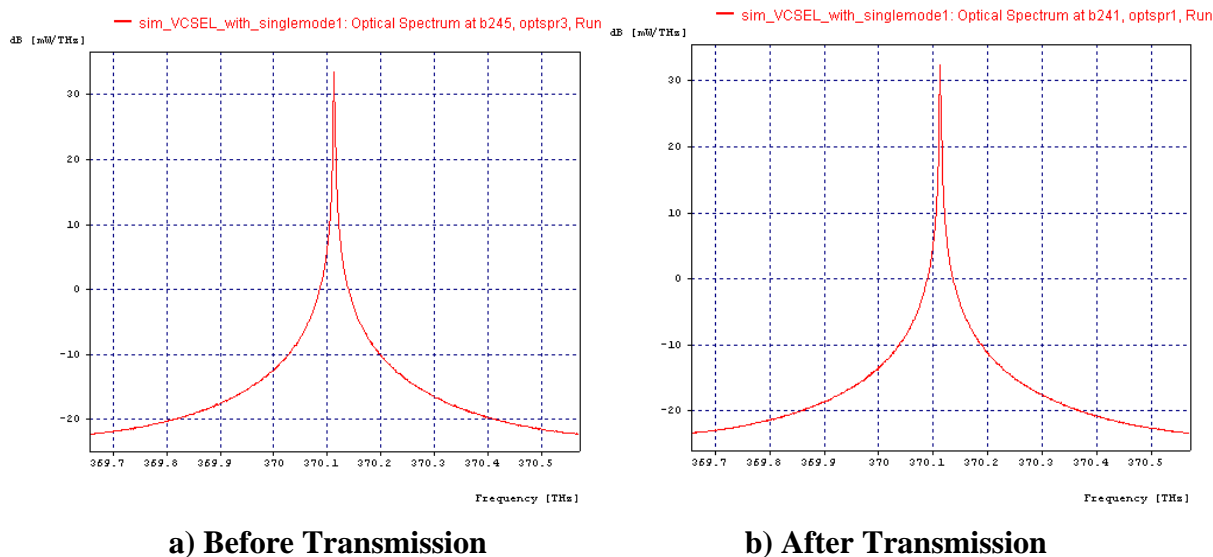 sim_VCSEL_with_singlemode1: Optical Spectrum at b245, optspr3, Run
dB [mW/THz]
30
20
10
0
-10
-20
369.7 369.8 369.9 370 370.1 370.2 370.3 370.4 370.5
Frequency [THz]
a) Before Transmission
sim_VCSEL_with_singlemode1: Optical Spectrum at b241, optspr1, Run
dB [mW/THz]
30
20
10
0
-10
-20
369.7 369.8 369.9 370 370.1 370.2 370.3 370.4 370.5
Frequency [THz]
b) After Transmission